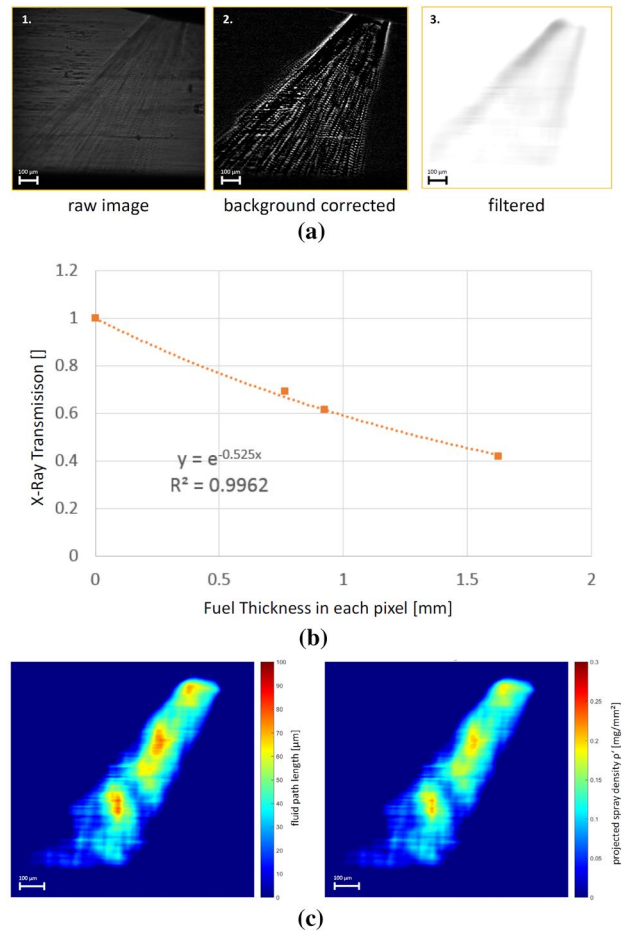 1.
2.
3.
100 µm
100 µm
100 µm
raw image
background corrected
filtered
(a)
1.2
1
0.8
0.6
0.4
0.2
0
X-Ray Transmisison []
y = e^-0.525x
R² = 0.9962
0 0.5 1 1.5 2
Fuel Thickness in each pixel [mm]
(b)
100
90
80
70
60
50
40
30
20
10
0
fluid path length [µm]
100 µm
0.3
0.25
0.2
0.15
0.1
0.05
0
projected spray density ρ' [mg/mm²]
100 µm
(c)